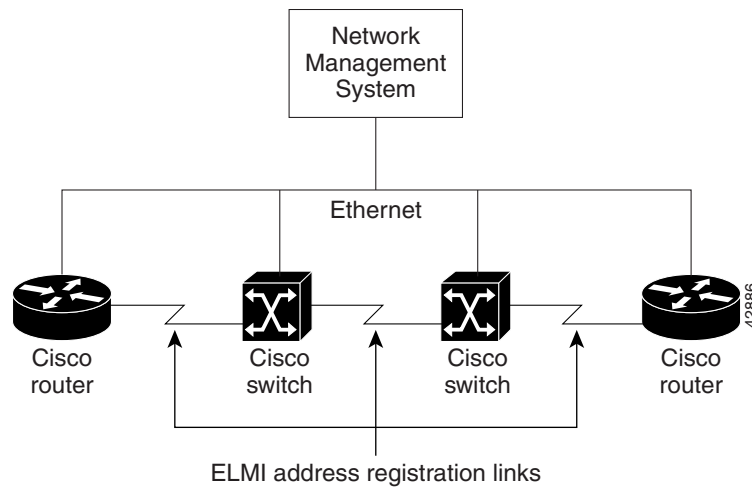 Network
Management
System
Ethernet
Cisco
router
Cisco
switch
Cisco
switch
Cisco
router
42886
ELMI address registration links